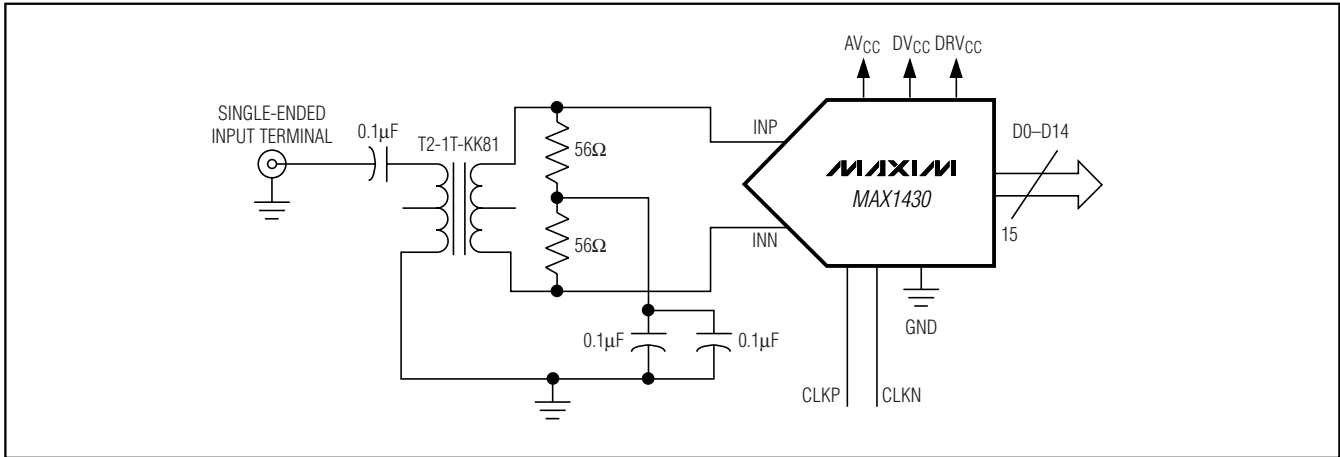 AVCC DVCC DRVCC
SINGLE-ENDED
INPUT TERMINAL
0.1μF
T2-1T-KK81
56Ω
56Ω
0.1μF
0.1μF
INP
INN
MAXIM
MAX1430
D0–D14
15
GND
CLKP
CLKN